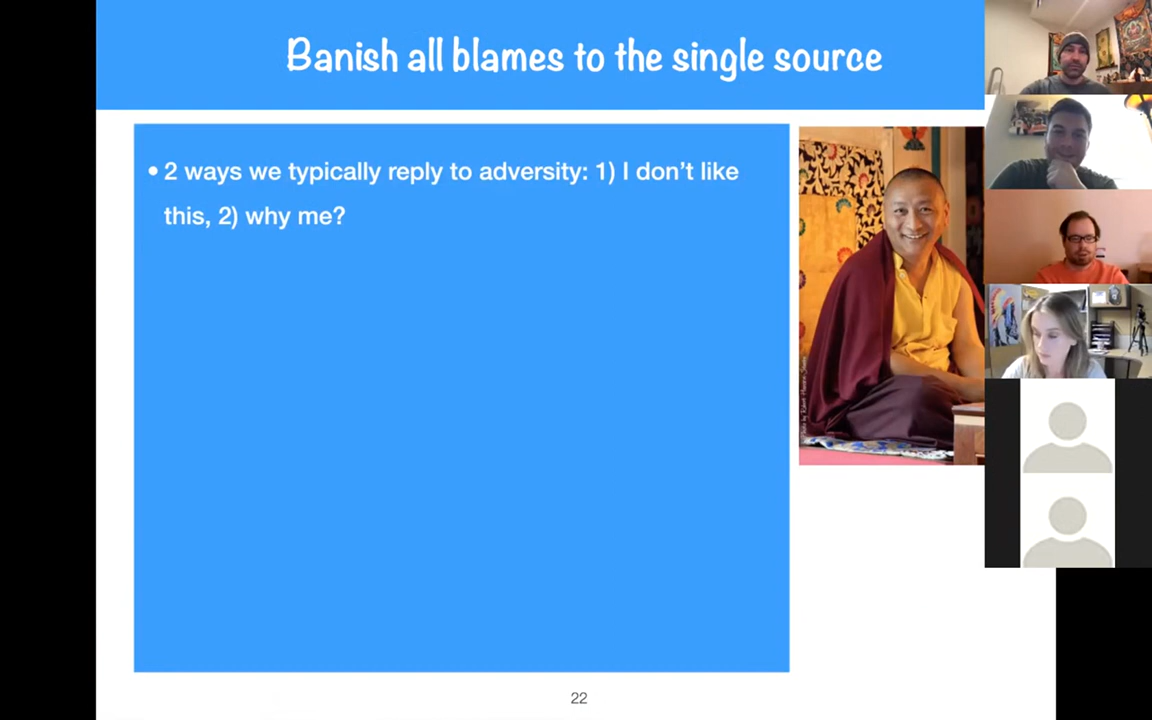 Banish all blames to the single source
• 2 ways we typically reply to adversity: 1) I don’t like
this, 2) why me?
22